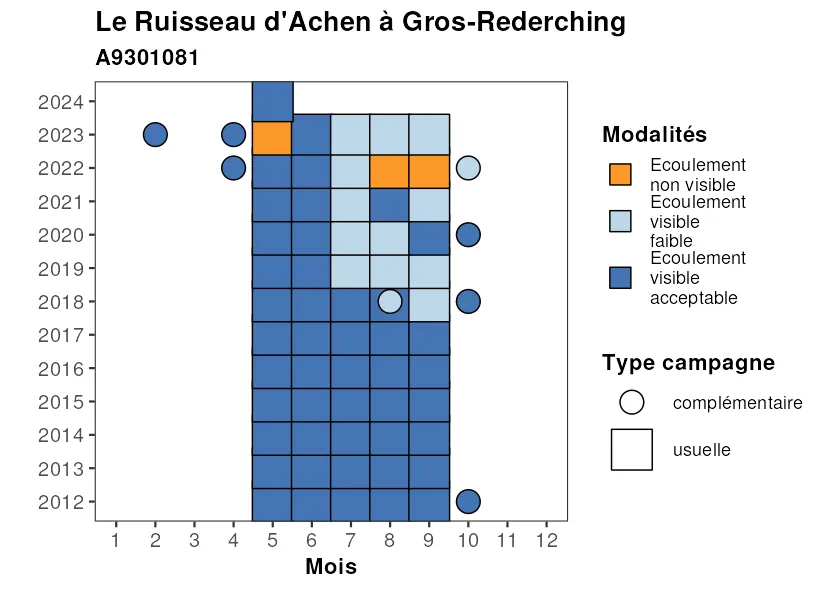 Le Ruisseau d'Achen à Gros-Rederching
A9301081
2024
2023
2022
2021
2020
2019
2018
2017
2016
2015
2014
2013
2012
1 2 3 4 5 6 7 8 9 10 11 12
Mois
Modalités
Ecoulement
non visible
Ecoulement
visible
faible
Ecoulement
visible
acceptable
Type campagne
complémentaire
usuelle